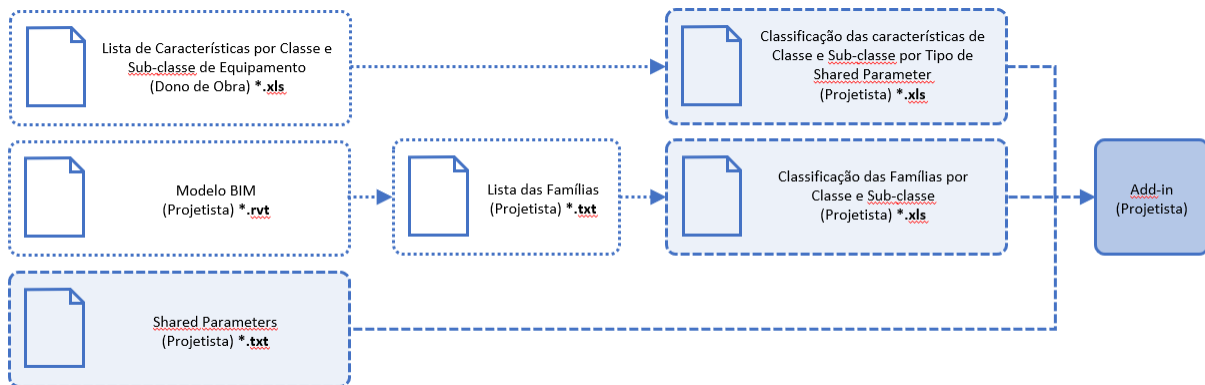 Lista de Características por Classe e
Sub-classe de Equipamento
(Dono de Obra) *.xls
Classificação das características de
Classe e Sub-classe por Tipo de
Shared Parameter
(Projetista) *.xls
Modelo BIM
(Projetista) *.rvt
Lista das Famílias
(Projetista) *.txt
Classificação das Famílias por
Classe e Sub-classe
(Projetista) *.xls
Add-in
(Projetista)
Shared Parameters
(Projetista) *.txt